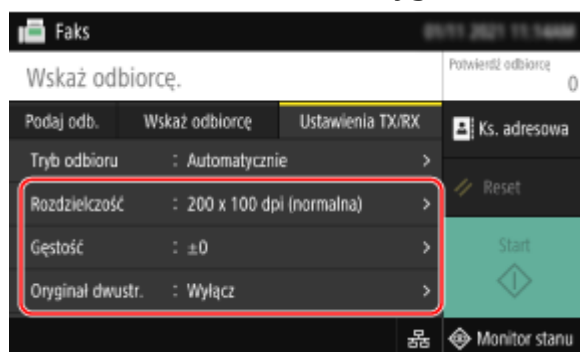 Faks
Wskaż odbiorcę.
Potwierdź odbiorcę
0
Podaj odb.
Wskaż odbiorcę
Ustawienia TX/RX
Ks. adresowa
Tryb odbioru : Automatycznie >
Rozdzielczość : 200 x 100 dpi (normalna) >
Reset
Gęstość : ±0 >
Start
Oryginał dwustr. : Wyłącz >
Monitor stanu